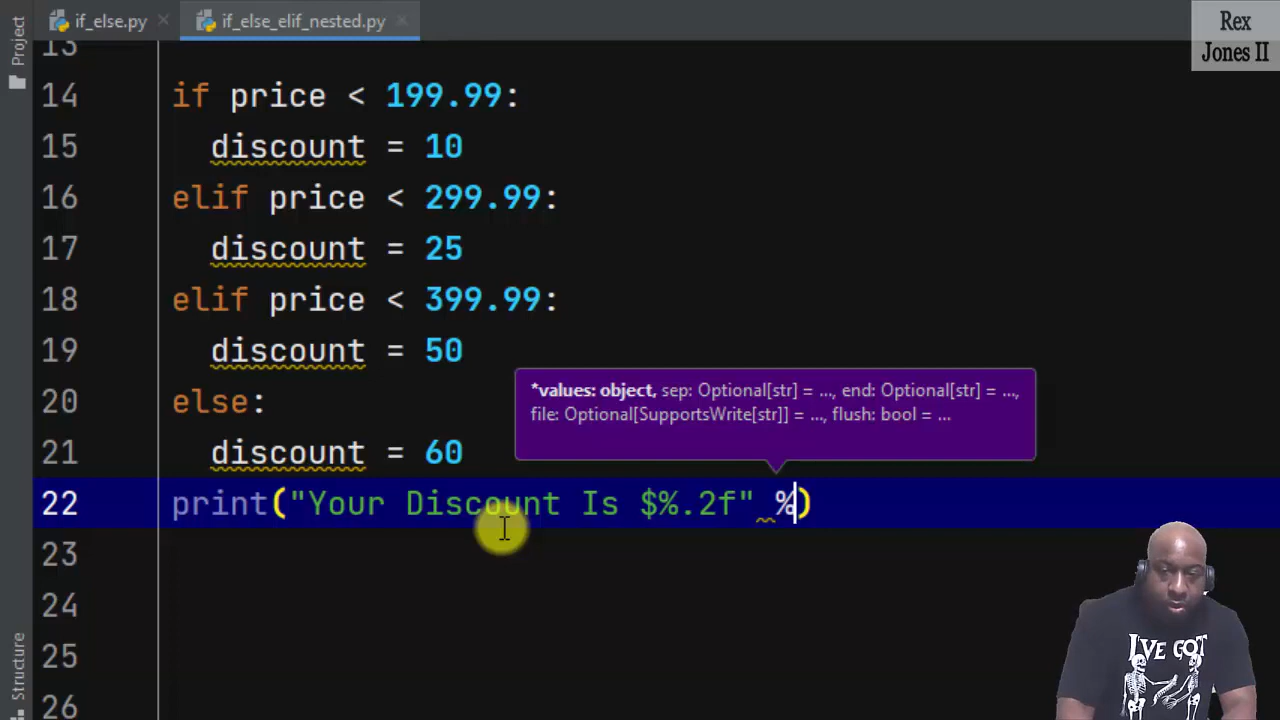 Project
if_else.py
if_else_elif_nested.py
Rex
Jones II
13
14 if price < 199.99:
15 discount = 10
16 elif price < 299.99:
17 discount = 25
18 elif price < 399.99:
19 discount = 50
20 else:
*values: object, sep: Optional[str] = ..., end: Optional[str] = ...,
file: Optional[SupportsWrite[str]] = ..., flush: bool = ...
21 discount = 60
22 print("Your Discount Is $%.2f" %)
23
24
25
26
Structure
I'VE GOT